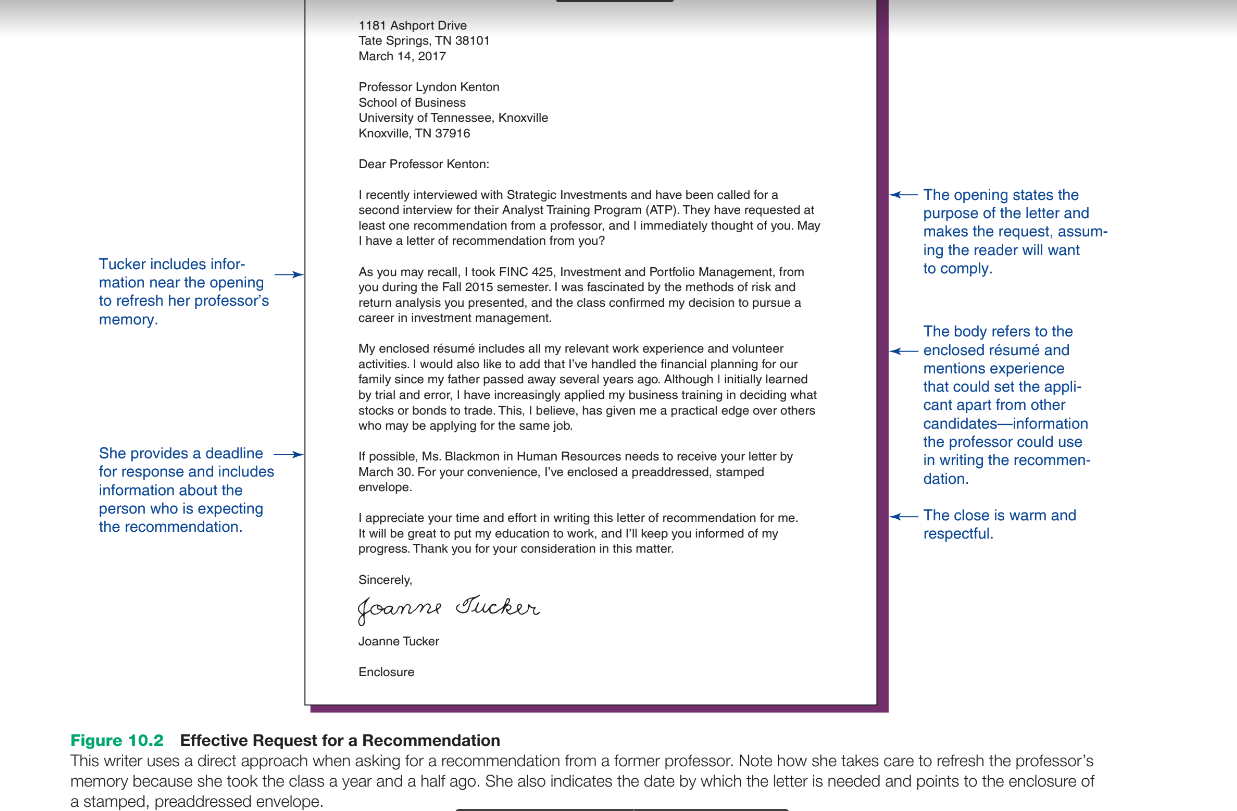 1181 Ashport Drive
Tate Springs, TN 38101
March 14, 2017
Professor Lyndon Kenton
School of Business
University of Tennessee, Knoxville
Knoxville, TN 37916
Dear Professor Kenton:
I recently interviewed with Strategic Investments and have been called for a
second interview for their Analyst Training Program (ATP). They have requested at
least one recommendation from a professor, and I immediately thought of you. May
I have a letter of recommendation from you?
As you may recall, I took FINC 425, Investment and Portfolio Management, from
you during the Fall 2015 semester. I was fascinated by the methods of risk and
return analysis you presented, and the class confirmed my decision to pursue a
career in investment management.
My enclosed résumé includes all my relevant work experience and volunteer
activities. I would also like to add that I've handled the financial planning for our
family since my father passed away several years ago. Although I initially learned
by trial and error, I have increasingly applied my business training in deciding what
stocks or bonds to trade. This, I believe, has given me a practical edge over others
who may be applying for the same job.
If possible, Ms. Blackmon in Human Resources needs to receive your letter by
March 30. For your convenience, I've enclosed a preaddressed, stamped
envelope.
I appreciate your time and effort in writing this letter of recommendation for me.
It will be great to put my education to work, and I'll keep you informed of my
progress. Thank you for your consideration in this matter.
Sincerely,
Joanne Tucker
Joanne Tucker
Enclosure
Tucker includes infor-
mation near the opening
to refresh her professor's
memory.
She provides a deadline
for response and includes
information about the
person who is expecting
the recommendation.
The opening states the
purpose of the letter and
makes the request, assum-
ing the reader will want
to comply.
The body refers to the
enclosed résumé and
mentions experience
that could set the appli-
cant apart from other
candidates—information
the professor could use
in writing the recommen-
dation.
The close is warm and
respectful.
Figure 10.2 Effective Request for a Recommendation
This writer uses a direct approach when asking for a recommendation from a former professor. Note how she takes care to refresh the professor's
memory because she took the class a year and a half ago. She also indicates the date by which the letter is needed and points to the enclosure of
a stamped, preaddressed envelope.